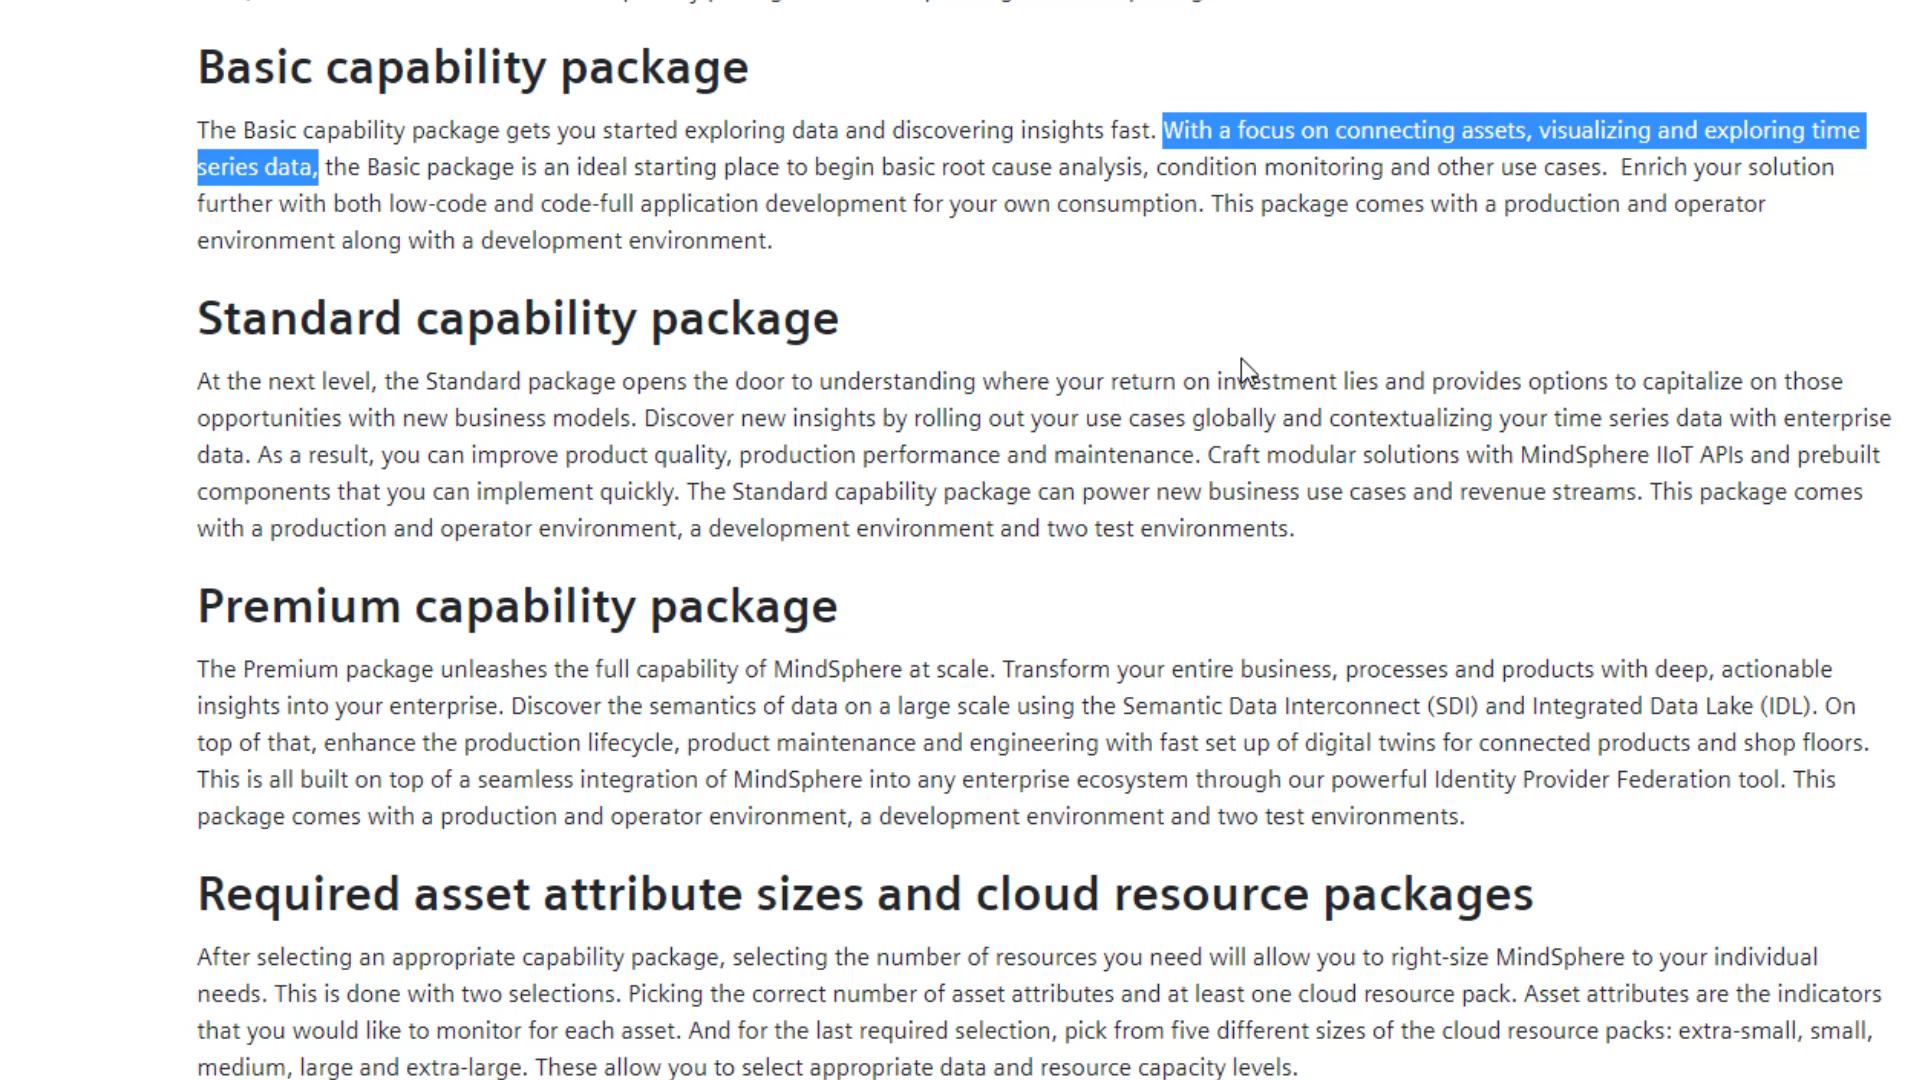 Basic capability package
The Basic capability package gets you started exploring data and discovering insights fast. With a focus on connecting assets, visualizing and exploring time
series data, the Basic package is an ideal starting place to begin basic root cause analysis, condition monitoring and other use cases.  Enrich your solution
further with both low-code and code-full application development for your own consumption. This package comes with a production and operator
environment along with a development environment.
Standard capability package
At the next level, the Standard package opens the door to understanding where your return on investment lies and provides options to capitalize on those
opportunities with new business models. Discover new insights by rolling out your use cases globally and contextualizing your time series data with enterprise
data. As a result, you can improve product quality, production performance and maintenance. Craft modular solutions with MindSphere IIoT APIs and prebuilt
components that you can implement quickly. The Standard capability package can power new business use cases and revenue streams. This package comes
with a production and operator environment, a development environment and two test environments.
Premium capability package
The Premium package unleashes the full capability of MindSphere at scale. Transform your entire business, processes and products with deep, actionable
insights into your enterprise. Discover the semantics of data on a large scale using the Semantic Data Interconnect (SDI) and Integrated Data Lake (IDL). On
top of that, enhance the production lifecycle, product maintenance and engineering with fast set up of digital twins for connected products and shop floors.
This is all built on top of a seamless integration of MindSphere into any enterprise ecosystem through our powerful Identity Provider Federation tool. This
package comes with a production and operator environment, a development environment and two test environments.
Required asset attribute sizes and cloud resource packages
After selecting an appropriate capability package, selecting the number of resources you need will allow you to right-size MindSphere to your individual
needs. This is done with two selections. Picking the correct number of asset attributes and at least one cloud resource pack. Asset attributes are the indicators
that you would like to monitor for each asset. And for the last required selection, pick from five different sizes of the cloud resource packs: extra-small, small,
medium, large and extra-large. These allow you to select appropriate data and resource capacity levels.